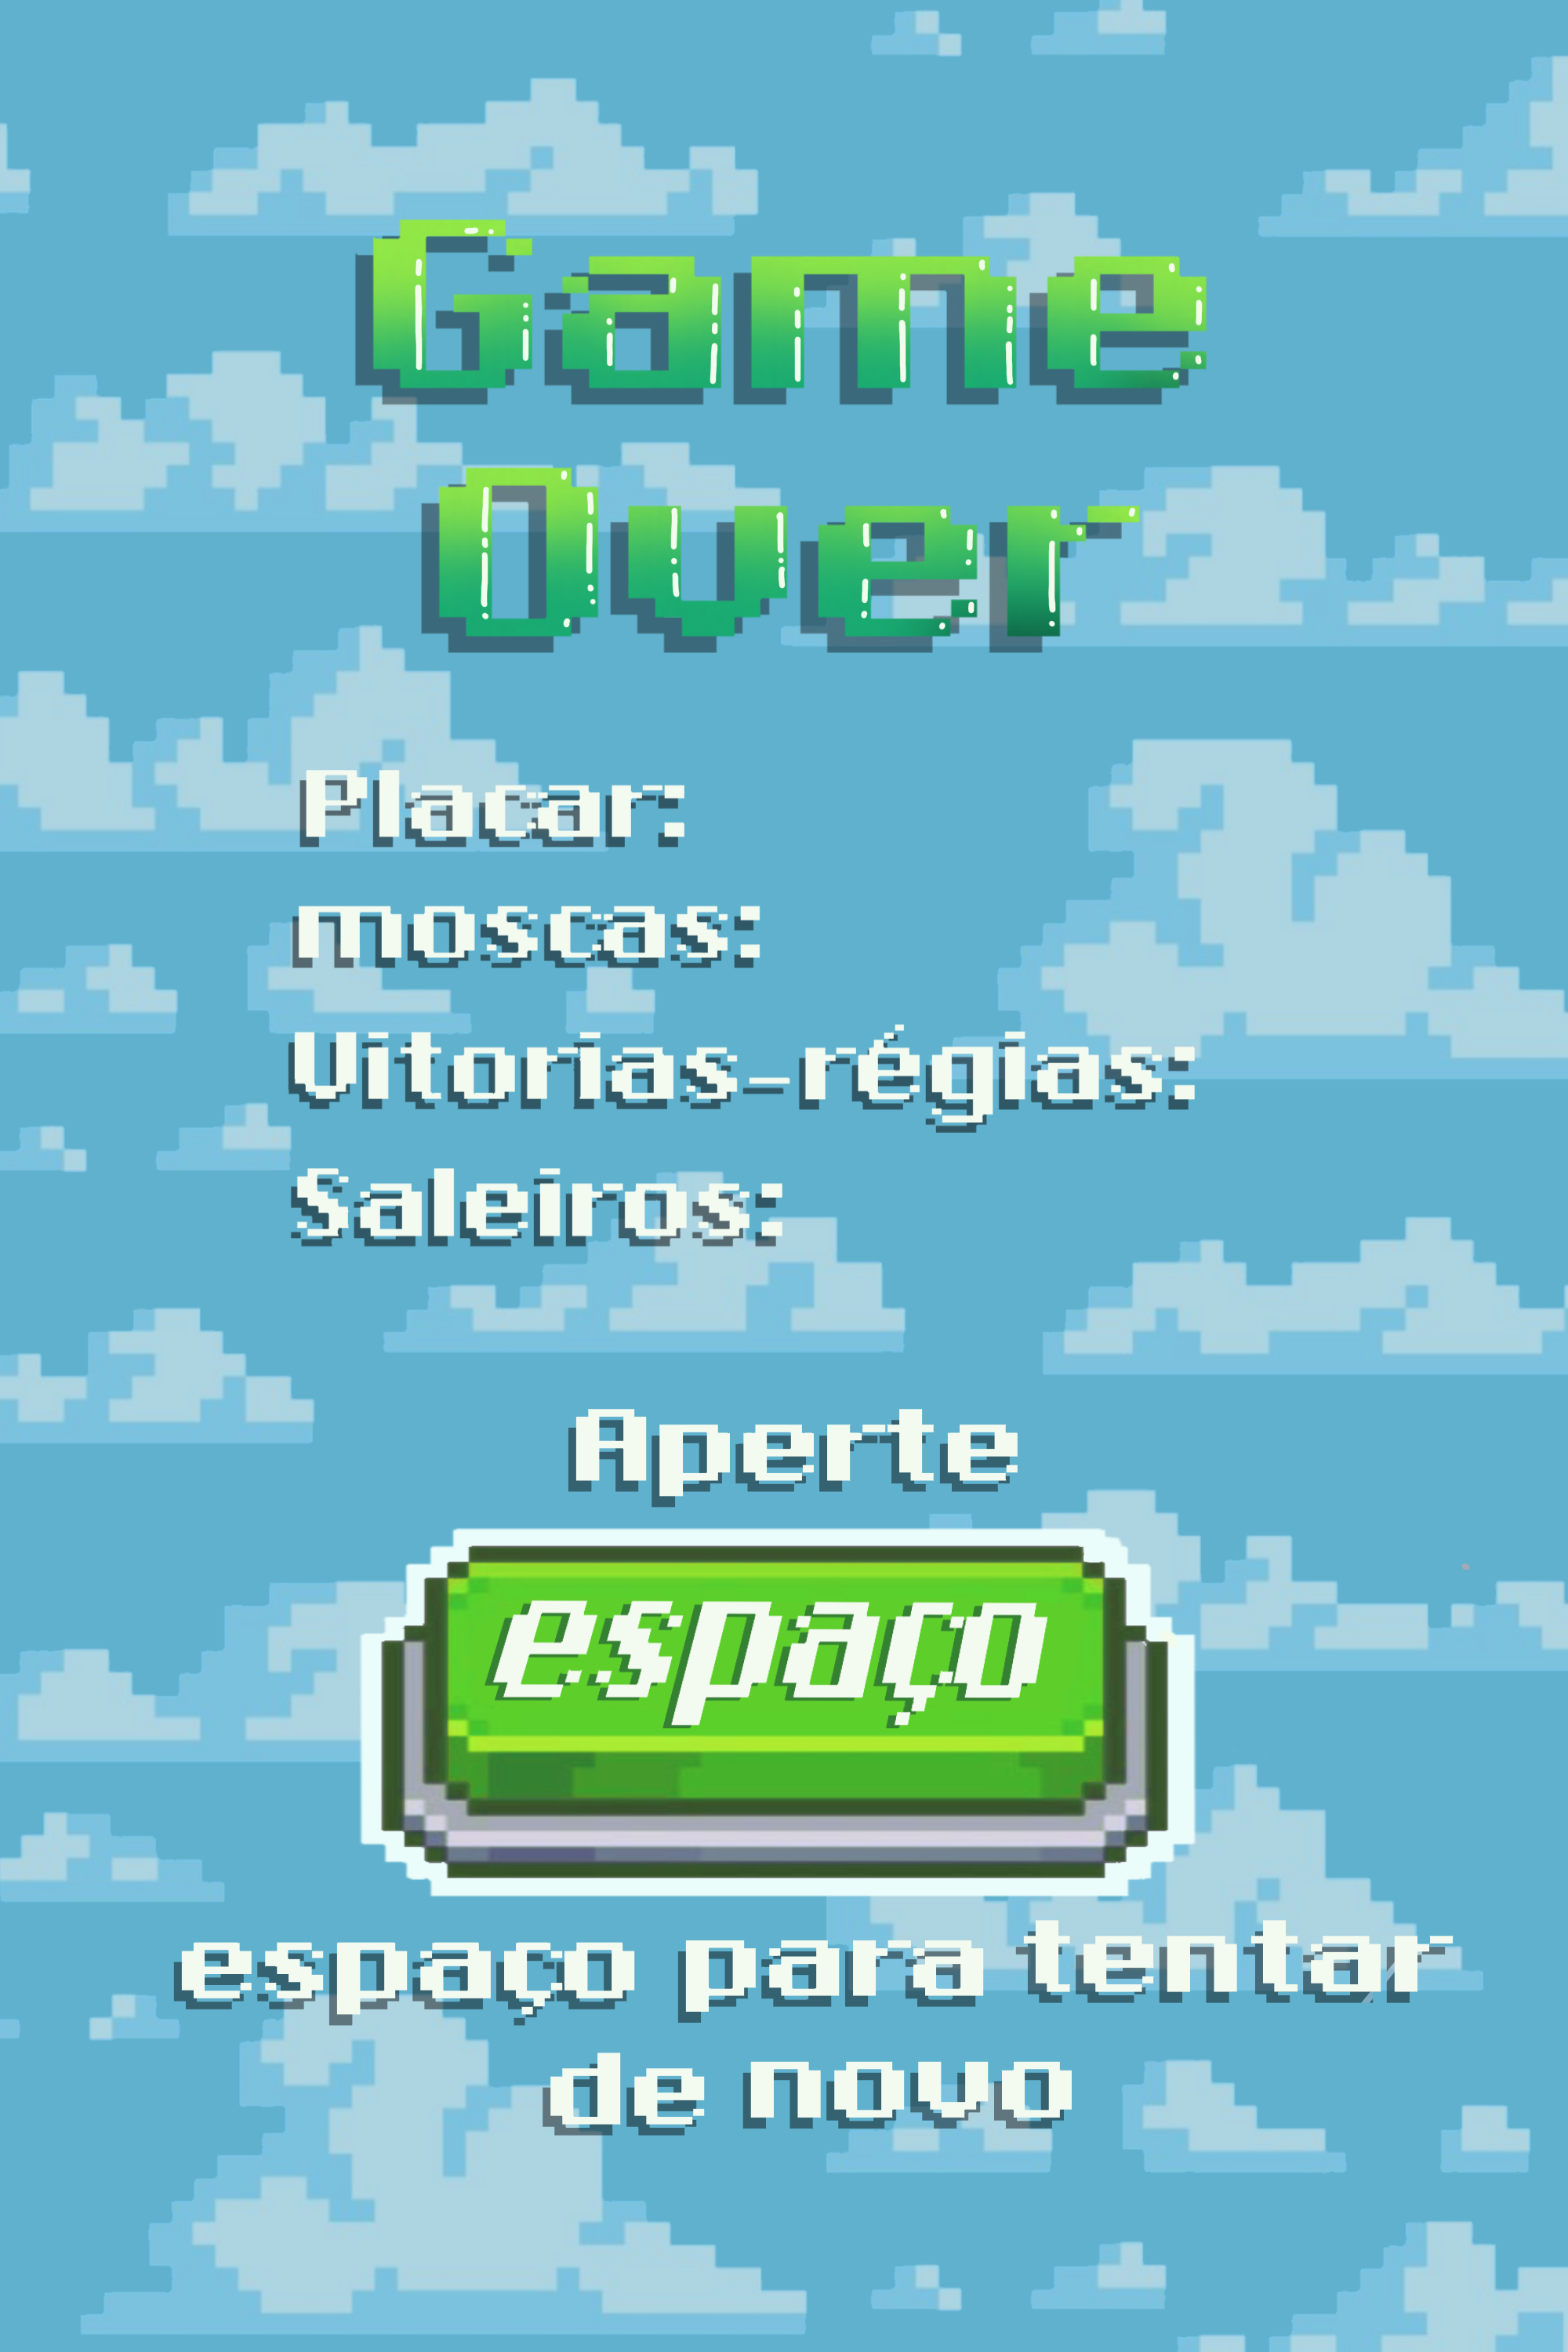 Game
Over
Placar:
moscas:
Vitorias-régias:
Saleiros:
Aperte
espaço
espaço para tentar
de novo